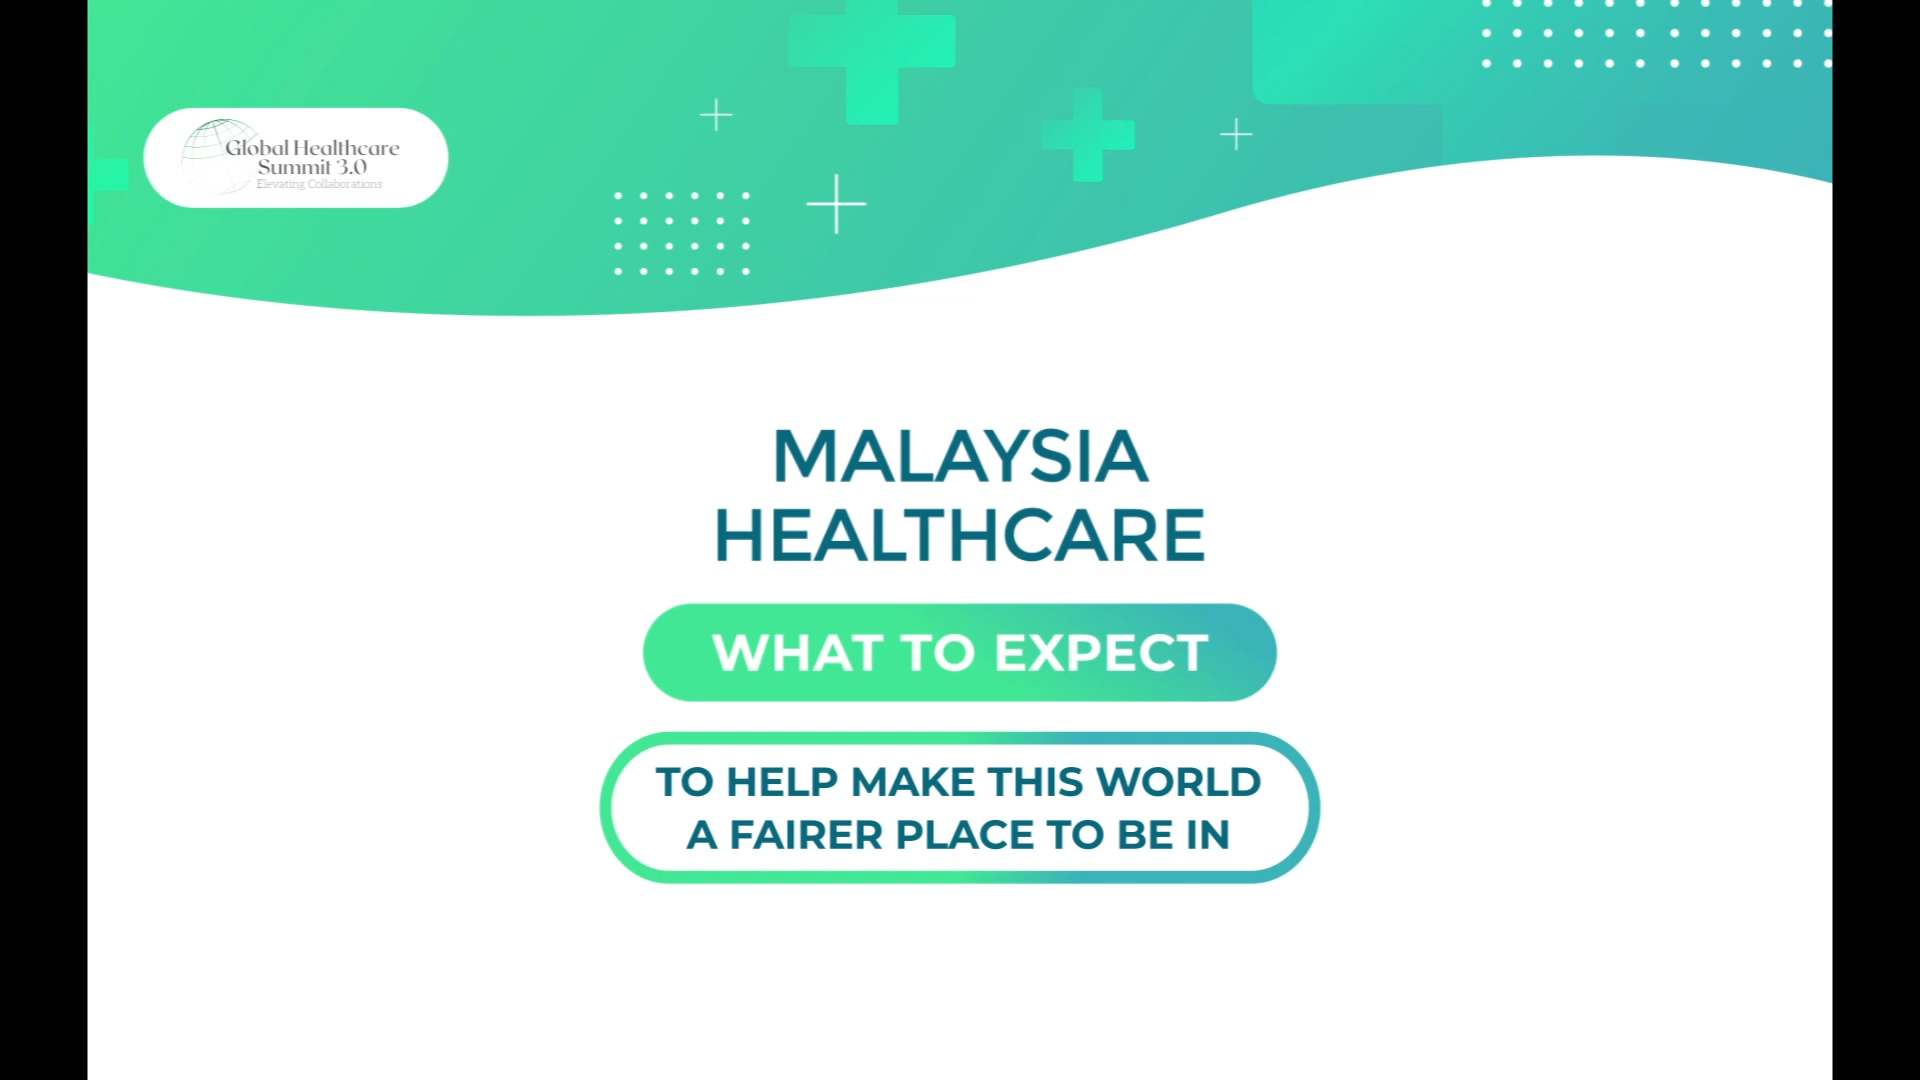 Global Healthcare
Summit 3.0
Elevating Collaborations
MALAYSIA
HEALTHCARE
WHAT TO EXPECT
TO HELP MAKE THIS WORLD
A FAIRER PLACE TO BE IN